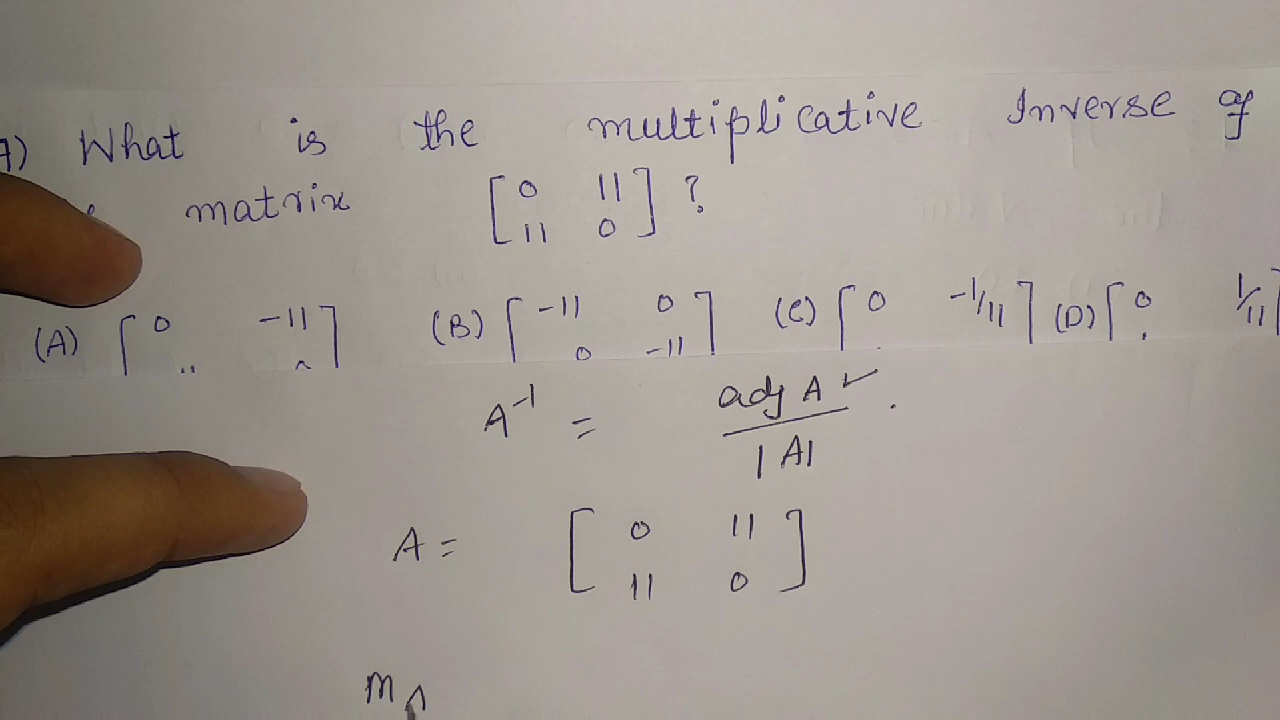 7) What is the multiplicative Inverse of
matrix [0 11
11 0] ?
(A) [0 -11] (B) [-11 0
0 -11] (C) [0 -1/11] (D) [0 1/11]
A⁻¹ = adj A ✓ / |A| .
A = [0 11
11 0]
m